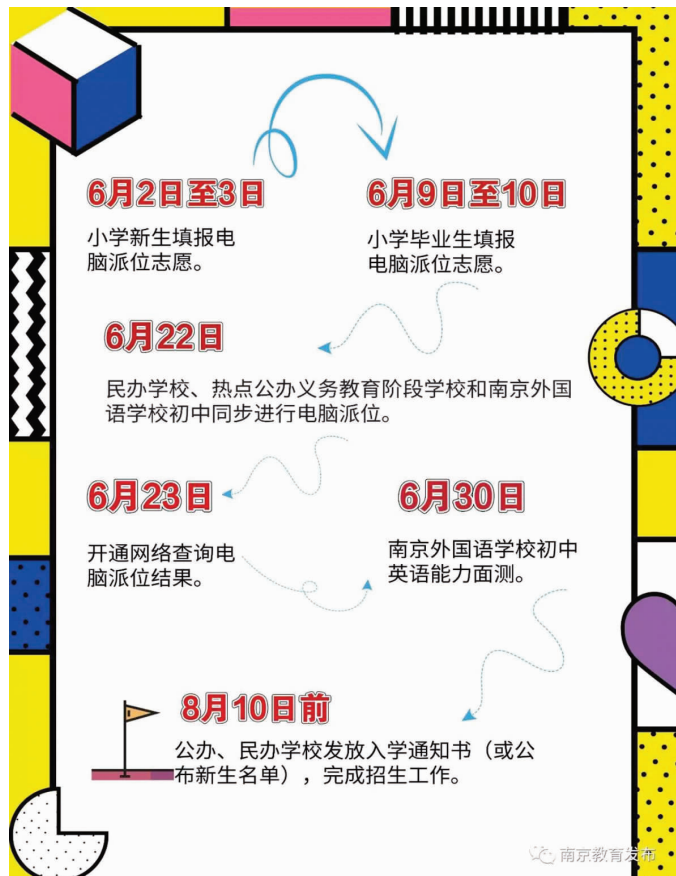 6月2日至3日
小学新生填报电
脑派位志愿。
6月9日至10日
小学毕业生填报
电脑派位志愿。
6月22日
民办学校、热点公办义务教育阶段学校和南京外国
语学校初中同步进行电脑派位。
6月23日
开通网络查询电
脑派位结果。
6月30日
南京外国语学校初中
英语能力面测。
8月10日前
公办、民办学校发放入学通知书（或公
布新生名单），完成招生工作。
南京教育发布